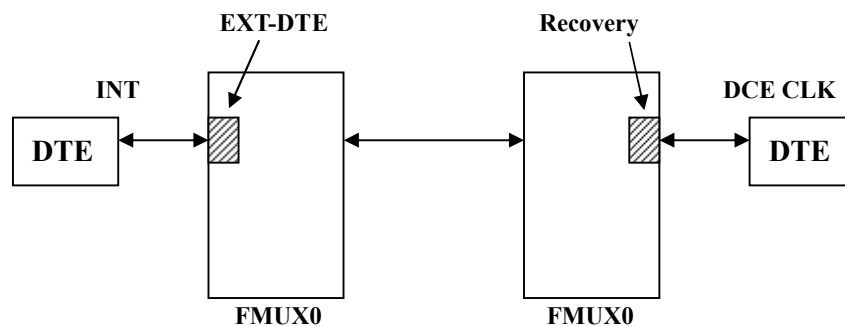 EXT-DTE
Recovery
INT
DCE CLK
DTE
DTE
FMUX0
FMUX0